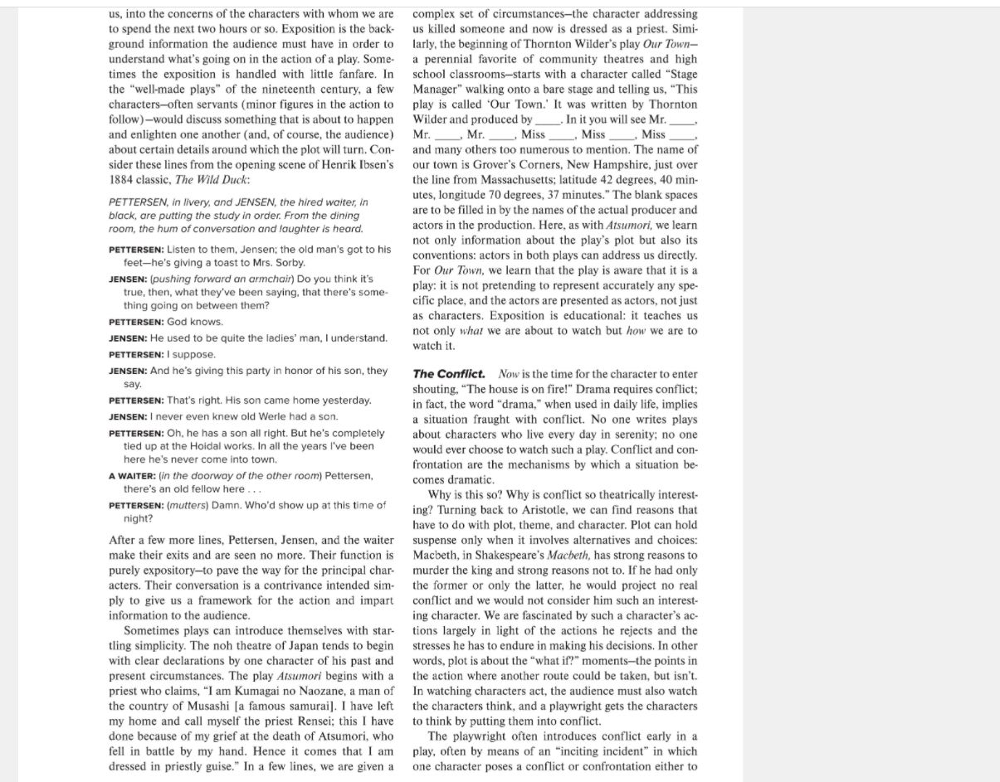 us, into the concerns of the characters with whom we are
to spend the next two hours or so. Exposition is the back-
ground information the audience must have in order to
understand what's going on in the action of a play. Some-
times the exposition is handled with little fanfare. In
the “well-made plays” of the nineteenth century, a few
characters—often servants (minor figures in the action to
follow)—would discuss something that is about to happen
and enlighten one another (and, of course, the audience)
about certain details around which the plot will turn. Con-
sider these lines from the opening scene of Henrik Ibsen's
1884 classic, The Wild Duck:
PETTERSEN, in livery, and JENSEN, the hired waiter, in
black, are putting the study in order. From the dining
room, the hum of conversation and laughter is heard.
PETTERSEN: Listen to them, Jensen; the old man's got to his
feet—he's giving a toast to Mrs. Sorby.
JENSEN: (pushing forward an armchair) Do you think it's
true, then, what they've been saying, that there's some-
thing going on between them?
PETTERSEN: God knows.
JENSEN: He used to be quite the ladies' man, I understand.
PETTERSEN: I suppose.
JENSEN: And he's giving this party in honor of his son, they
say.
PETTERSEN: That's right. His son came home yesterday.
JENSEN: I never even knew old Werle had a son.
PETTERSEN: Oh, he has a son all right. But he's completely
tied up at the Hoidal works. In all the years I've been
here he's never come into town.
A WAITER: (in the doorway of the other room) Pettersen,
there's an old fellow here . . .
PETTERSEN: (mutters) Damn. Who'd show up at this time of
night?
After a few more lines, Pettersen, Jensen, and the waiter
make their exits and are seen no more. Their function is
purely expository—to pave the way for the principal char-
acters. Their conversation is a contrivance intended sim-
ply to give us a framework for the action and impart
information to the audience.
Sometimes plays can introduce themselves with star-
tling simplicity. The noh theatre of Japan tends to begin
with clear declarations by one character of his past and
present circumstances. The play Atsumori begins with a
priest who claims, “I am Kumagai no Naozane, a man of
the country of Musashi [a famous samurai]. I have left
my home and call myself the priest Rensei; this I have
done because of my grief at the death of Atsumori, who
fell in battle by my hand. Hence it comes that I am
dressed in priestly guise.” In a few lines, we are given a
complex set of circumstances—the character addressing
us killed someone and now is dressed as a priest. Simi-
larly, the beginning of Thornton Wilder's play Our Town—
a perennial favorite of community theatres and high
school classrooms—starts with a character called “Stage
Manager” walking onto a bare stage and telling us, “This
play is called ‘Our Town.’ It was written by Thornton
Wilder and produced by ____. In it you will see Mr. ____,
Mr. ____, Mr. ____, Miss ____, Miss ____, Miss ____,
and many others too numerous to mention. The name of
our town is Grover's Corners, New Hampshire, just over
the line from Massachusetts; latitude 42 degrees, 40 min-
utes, longitude 70 degrees, 37 minutes.” The blank spaces
are to be filled in by the names of the actual producer and
actors in the production. Here, as with Atsumori, we learn
not only information about the play's plot but also its
conventions: actors in both plays can address us directly.
For Our Town, we learn that the play is aware that it is a
play: it is not pretending to represent accurately any spe-
cific place, and the actors are presented as actors, not just
as characters. Exposition is educational: it teaches us
not only what we are about to watch but how we are to
watch it.
The Conflict. Now is the time for the character to enter
shouting, “The house is on fire!” Drama requires conflict;
in fact, the word “drama,” when used in daily life, implies
a situation fraught with conflict. No one writes plays
about characters who live every day in serenity; no one
would ever choose to watch such a play. Conflict and con-
frontation are the mechanisms by which a situation be-
comes dramatic.
Why is this so? Why is conflict so theatrically interest-
ing? Turning back to Aristotle, we can find reasons that
have to do with plot, theme, and character. Plot can hold
suspense only when it involves alternatives and choices:
Macbeth, in Shakespeare's Macbeth, has strong reasons to
murder the king and strong reasons not to. If he had only
the former or only the latter, he would project no real
conflict and we would not consider him such an interest-
ing character. We are fascinated by such a character's ac-
tions largely in light of the actions he rejects and the
stresses he has to endure in making his decisions. In other
words, plot is about the “what if?” moments—the points in
the action where another route could be taken, but isn't.
In watching characters act, the audience must also watch
the characters think, and a playwright gets the characters
to think by putting them into conflict.
The playwright often introduces conflict early in a
play, often by means of an “inciting incident” in which
one character poses a conflict or confrontation either to